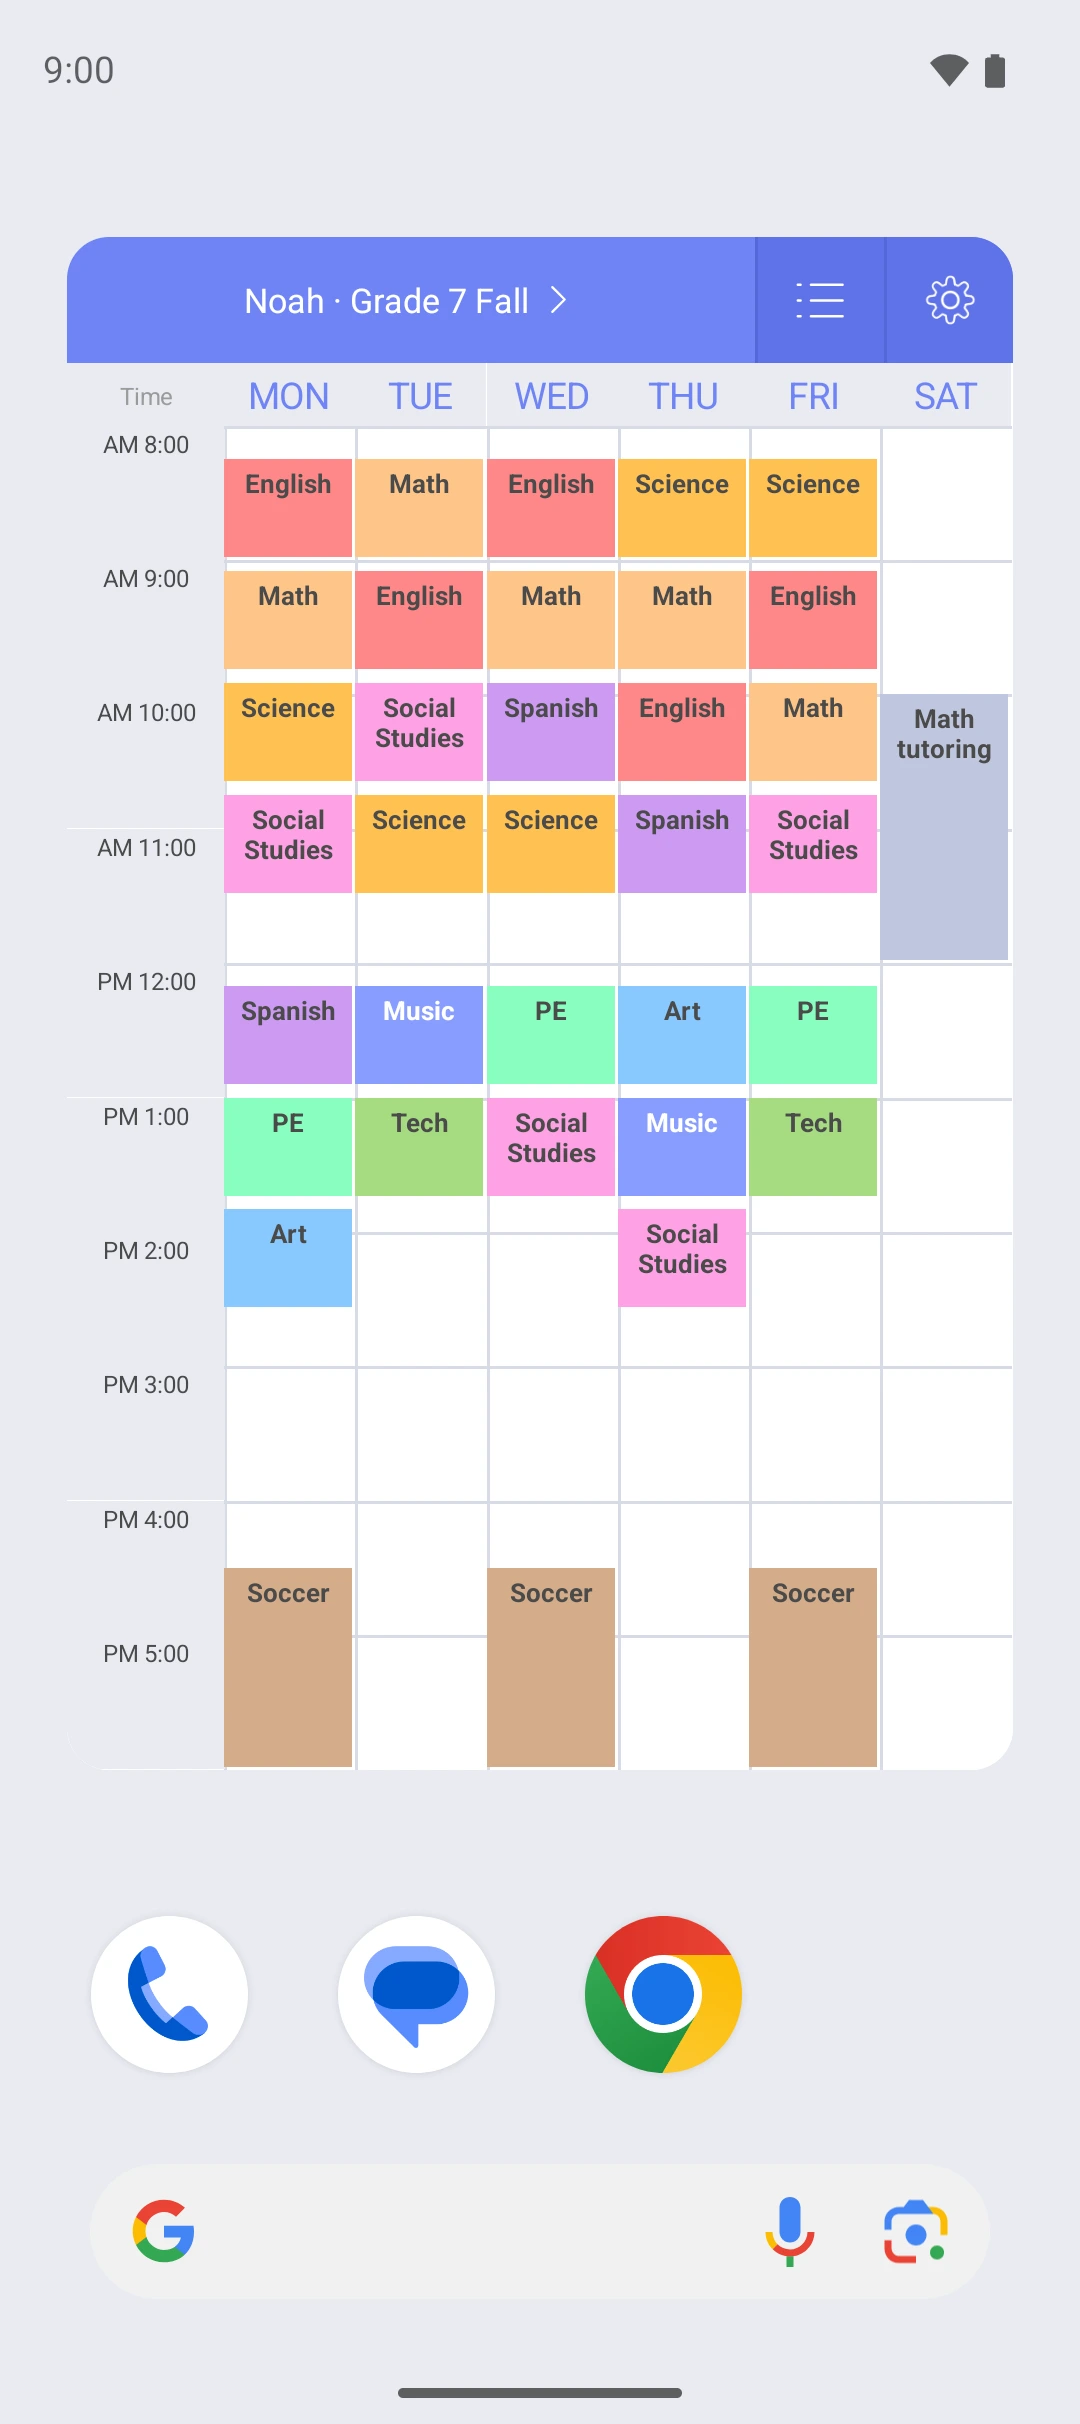 9:00
Noah · Grade 7 Fall
Time MON TUE WED THU FRI SAT
AM 8:00
English Math English Science Science
AM 9:00
Math English Math Math English
AM 10:00
Science Social Studies Spanish English Math Math tutoring
AM 11:00
Social Studies Science Science Spanish Social Studies
PM 12:00
Spanish Music PE Art PE
PM 1:00
PE Tech Social Studies Music Tech
PM 2:00
Art Social Studies
PM 3:00
PM 4:00
Soccer Soccer Soccer
PM 5:00